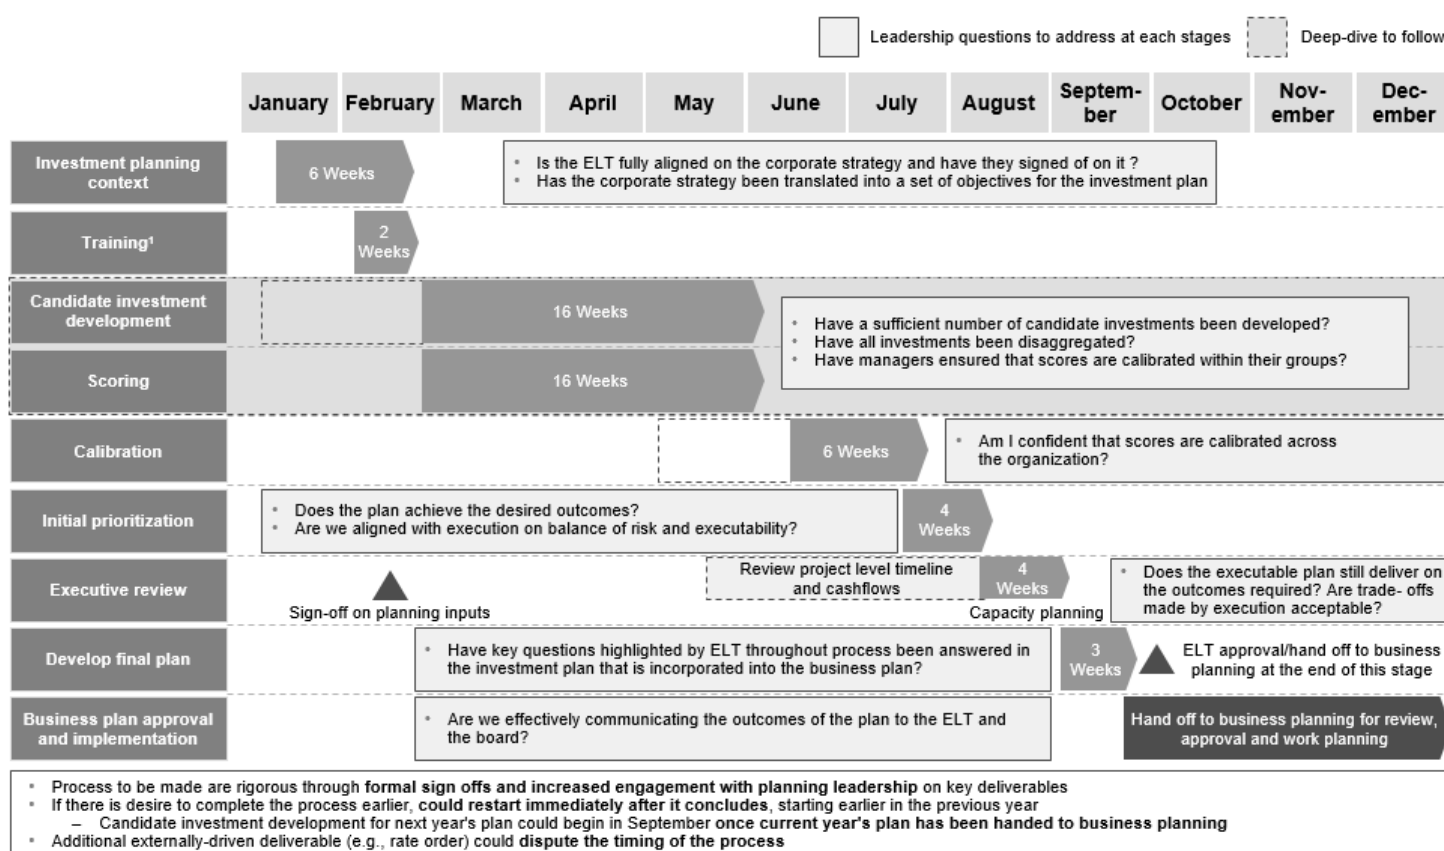 Leadership questions to address at each stages
Deep-dive to follow
January
February
March
April
May
June
July
August
Septem-
ber
October
Nov-
ember
Dec-
ember
Investment planning
context
6 Weeks
• Is the ELT fully aligned on the corporate strategy and have they signed of on it ?
• Has the corporate strategy been translated into a set of objectives for the investment plan
Training¹
2
Weeks
Candidate investment
development
16 Weeks
• Have a sufficient number of candidate investments been developed?
• Have all investments been disaggregated?
• Have managers ensured that scores are calibrated within their groups?
Scoring
16 Weeks
Calibration
6 Weeks
• Am I confident that scores are calibrated across
the organization?
Initial prioritization
• Does the plan achieve the desired outcomes?
• Are we aligned with execution on balance of risk and executability?
4
Weeks
Executive review
Sign-off on planning inputs
Review project level timeline
and cashflows
4
Weeks
Capacity planning
• Does the executable plan still deliver on
the outcomes required? Are trade- offs
made by execution acceptable?
Develop final plan
• Have key questions highlighted by ELT throughout process been answered in
the investment plan that is incorporated into the business plan?
3
Weeks
ELT approval/hand off to business
planning at the end of this stage
Business plan approval
and implementation
• Are we effectively communicating the outcomes of the plan to the ELT and
the board?
Hand off to business planning for review,
approval and work planning
• Process to be made are rigorous through formal sign offs and increased engagement with planning leadership on key deliverables
• If there is desire to complete the process earlier, could restart immediately after it concludes, starting earlier in the previous year
– Candidate investment development for next year's plan could begin in September once current year's plan has been handed to business planning
• Additional externally-driven deliverable (e.g., rate order) could dispute the timing of the process